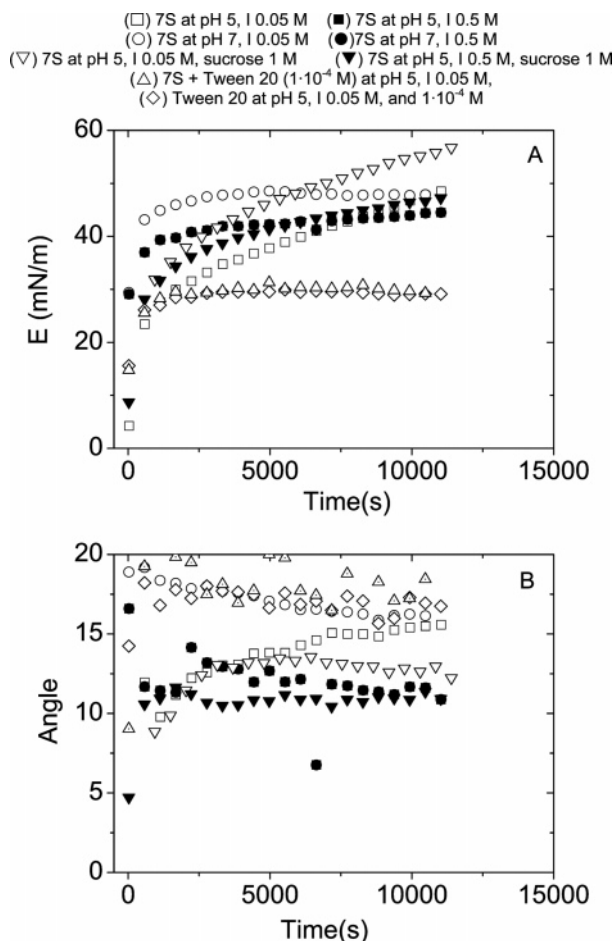 (□) 7S at pH 5, I 0.05 M (■) 7S at pH 5, I 0.5 M
(○) 7S at pH 7, I 0.05 M (●) 7S at pH 7, I 0.5 M
(▽) 7S at pH 5, I 0.05 M, sucrose 1 M (▼) 7S at pH 5, I 0.5 M, sucrose 1 M
(△) 7S + Tween 20 (1·10⁻⁴ M) at pH 5, I 0.05 M,
(◇) Tween 20 at pH 5, I 0.05 M, and 1·10⁻⁴ M
A
60
40
20
0
E (mN/m)
0 5000 10000 15000
Time(s)
B
20
15
10
5
0
Angle
0 5000 10000 15000
Time(s)